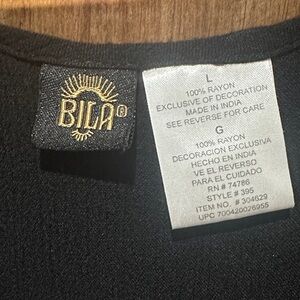 BILA®
L
100% RAYON
EXCLUSIVE OF DECORATION
MADE IN INDIA
SEE REVERSE FOR CARE
G
100% RAYON
DECORACION EXCLUSIVA
HECHO EN INDIA
VE EL REVERSO
PARA EL CUIDADO
RN # 74786
STYLE # 395
ITEM NO. # 304629
UPC 700420026955